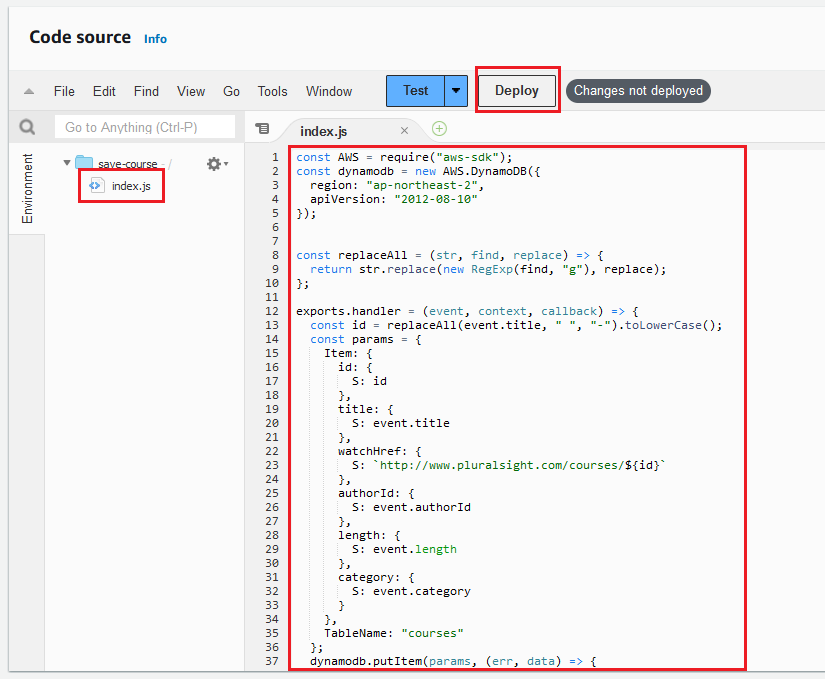 Code source Info
File Edit Find View Go Tools Window Test Deploy Changes not deployed
Go to Anything (Ctrl-P) index.js
Environment
save-course - /
index.js
1 const AWS = require("aws-sdk");
2 const dynamodb = new AWS.DynamoDB({
3 region: "ap-northeast-2",
4 apiVersion: "2012-08-10"
5 });
6
7
8 const replaceAll = (str, find, replace) => {
9 return str.replace(new RegExp(find, "g"), replace);
10 };
11
12 exports.handler = (event, context, callback) => {
13 const id = replaceAll(event.title, " ", "-").toLowerCase();
14 const params = {
15 Item: {
16 id: {
17 S: id
18 },
19 title: {
20 S: event.title
21 },
22 watchHref: {
23 S: `http://www.pluralsight.com/courses/${id}`
24 },
25 authorId: {
26 S: event.authorId
27 },
28 length: {
29 S: event.length
30 },
31 category: {
32 S: event.category
33 }
34 },
35 TableName: "courses"
36 };
37 dynamodb.putItem(params, (err, data) => {